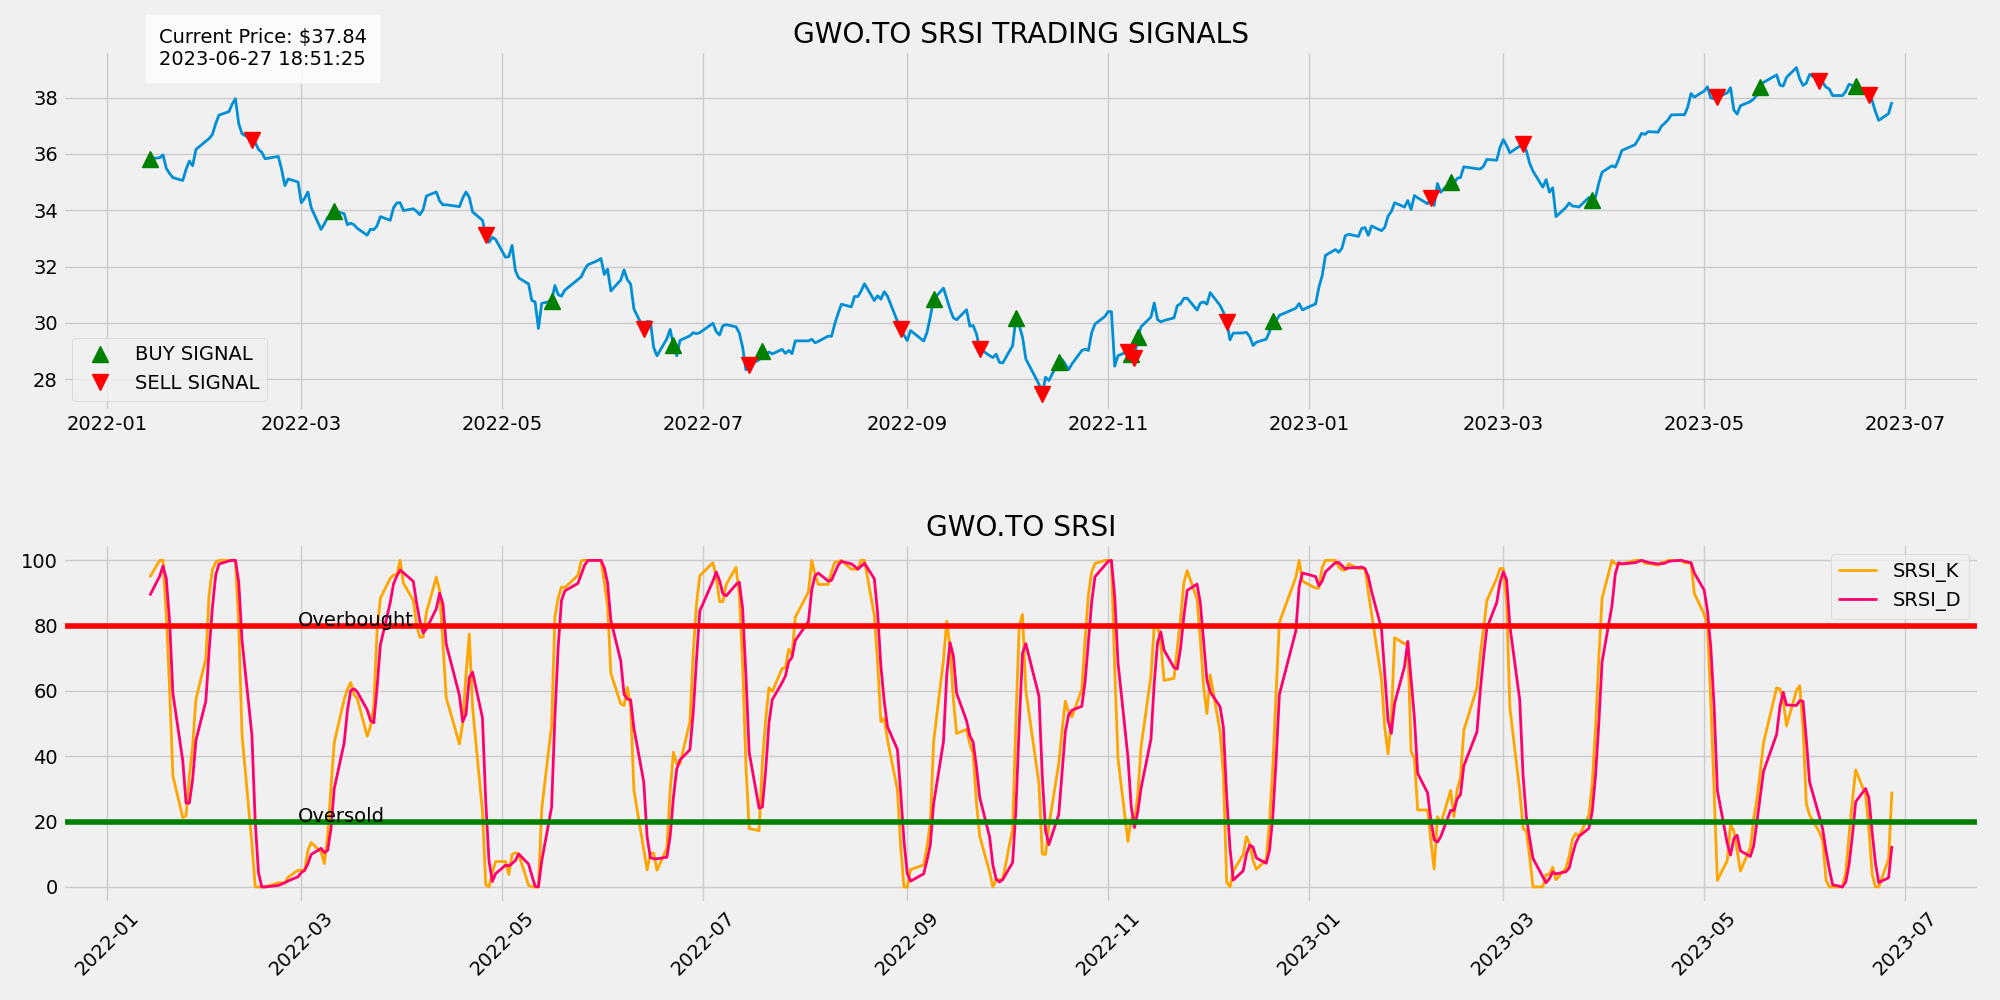 Current Price: $37.84
2023-06-27 18:51:25
GWO.TO SRSI TRADING SIGNALS
38
36
34
32
30
28
BUY SIGNAL
SELL SIGNAL
2022-01 2022-03 2022-05 2022-07 2022-09 2022-11 2023-01 2023-03 2023-05 2023-07
GWO.TO SRSI
100
80
60
40
20
0
Overbought
Oversold
SRSI_K
SRSI_D
2022-01 2022-03 2022-05 2022-07 2022-09 2022-11 2023-01 2023-03 2023-05 2023-07